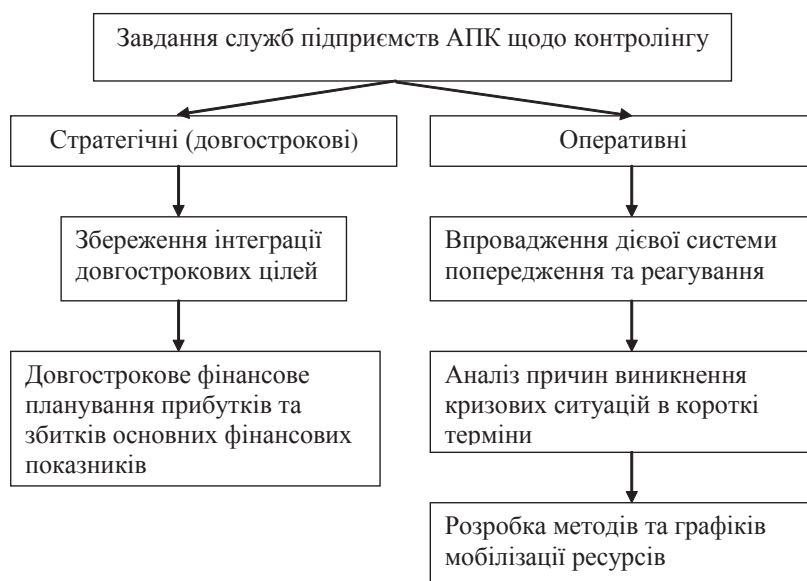 Завдання служб підприємств АПК щодо контролінгу
Стратегічні (довгострокові)
Оперативні
Збереження інтеграції
довгострокових цілей
Впровадження дієвої системи
попередження та реагування
Довгострокове фінансове
планування прибутків та
збитків основних фінансових
показників
Аналіз причин виникнення
кризових ситуацій в короткі
терміни
Розробка методів та графіків
мобілізації ресурсів